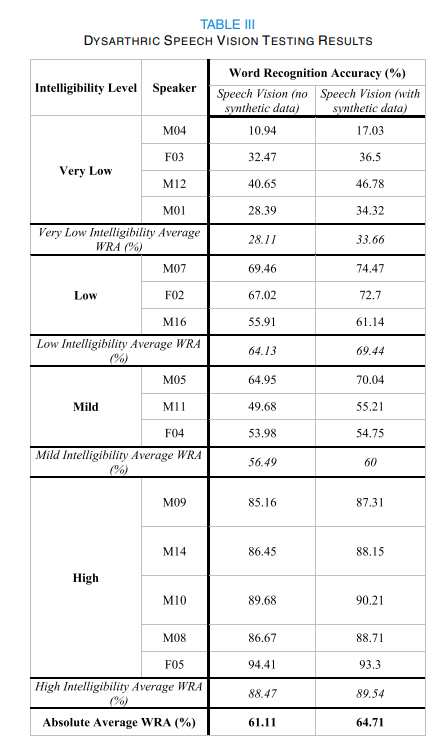 TABLE III
DYSARTHRIC SPEECH VISION TESTING RESULTS
Intelligibility Level Speaker Word Recognition Accuracy (%)
Speech Vision (no synthetic data) Speech Vision (with synthetic data)
Very Low
M04 10.94 17.03
F03 32.47 36.5
M12 40.65 46.78
M01 28.39 34.32
Very Low Intelligibility Average WRA (%) 28.11 33.66
Low
M07 69.46 74.47
F02 67.02 72.7
M16 55.91 61.14
Low Intelligibility Average WRA (%) 64.13 69.44
Mild
M05 64.95 70.04
M11 49.68 55.21
F04 53.98 54.75
Mild Intelligibility Average WRA (%) 56.49 60
High
M09 85.16 87.31
M14 86.45 88.15
M10 89.68 90.21
M08 86.67 88.71
F05 94.41 93.3
High Intelligibility Average WRA (%) 88.47 89.54
Absolute Average WRA (%) 61.11 64.71